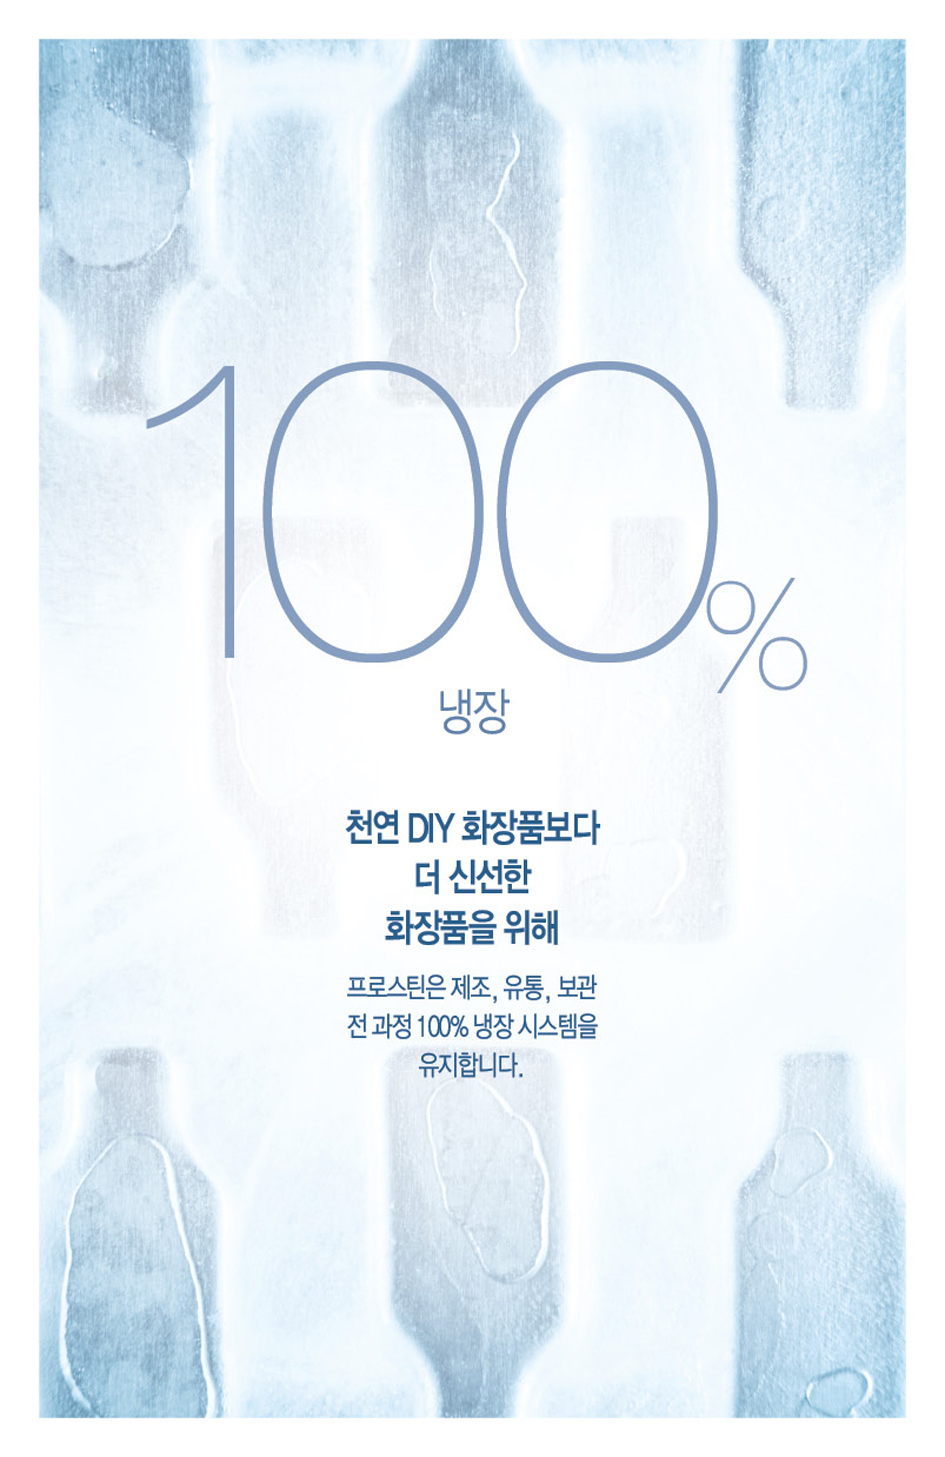 100%
냉장
천연 DIY 화장품보다
더 신선한
화장품을 위해
프로스틴은 제조, 유통, 보관
전 과정 100% 냉장 시스템을
유지합니다.